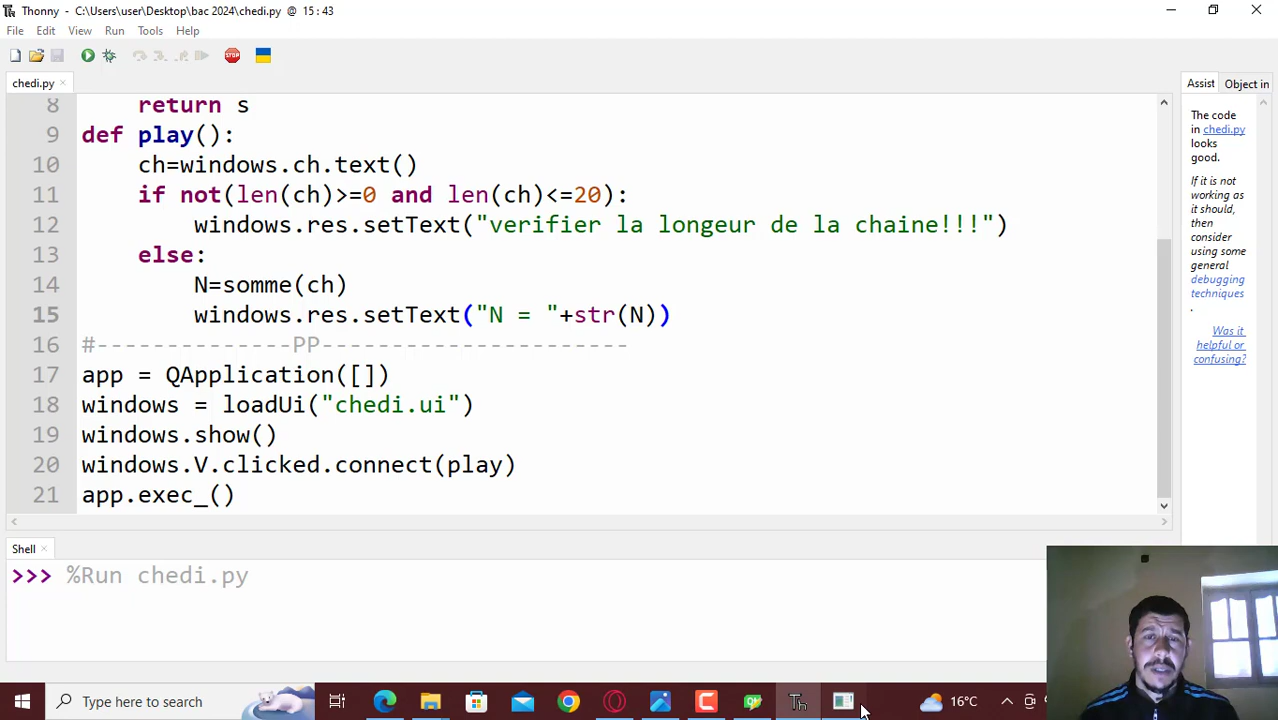 Thonny - C:\Users\user\Desktop\bac 2024\chedi.py @ 15 : 43
File Edit View Run Tools Help
STOP
chedi.py
Assist Object in
8 return s
9 def play():
10 ch=windows.ch.text()
11 if not(len(ch)>=0 and len(ch)<=20):
12 windows.res.setText("verifier la longeur de la chaine!!!")
13 else:
14 N=somme(ch)
15 windows.res.setText("N = "+str(N))
16 #--------------PP----------------------
17 app = QApplication([])
18 windows = loadUi("chedi.ui")
19 windows.show()
20 windows.V.clicked.connect(play)
21 app.exec_()
The code
in chedi.py
looks
good.
If it is not
working as
it should,
then
consider
using some
general
debugging
techniques
.
Was it
helpful or
confusing?
Shell
>>> %Run chedi.py
Type here to search
Qt
Th
16°C